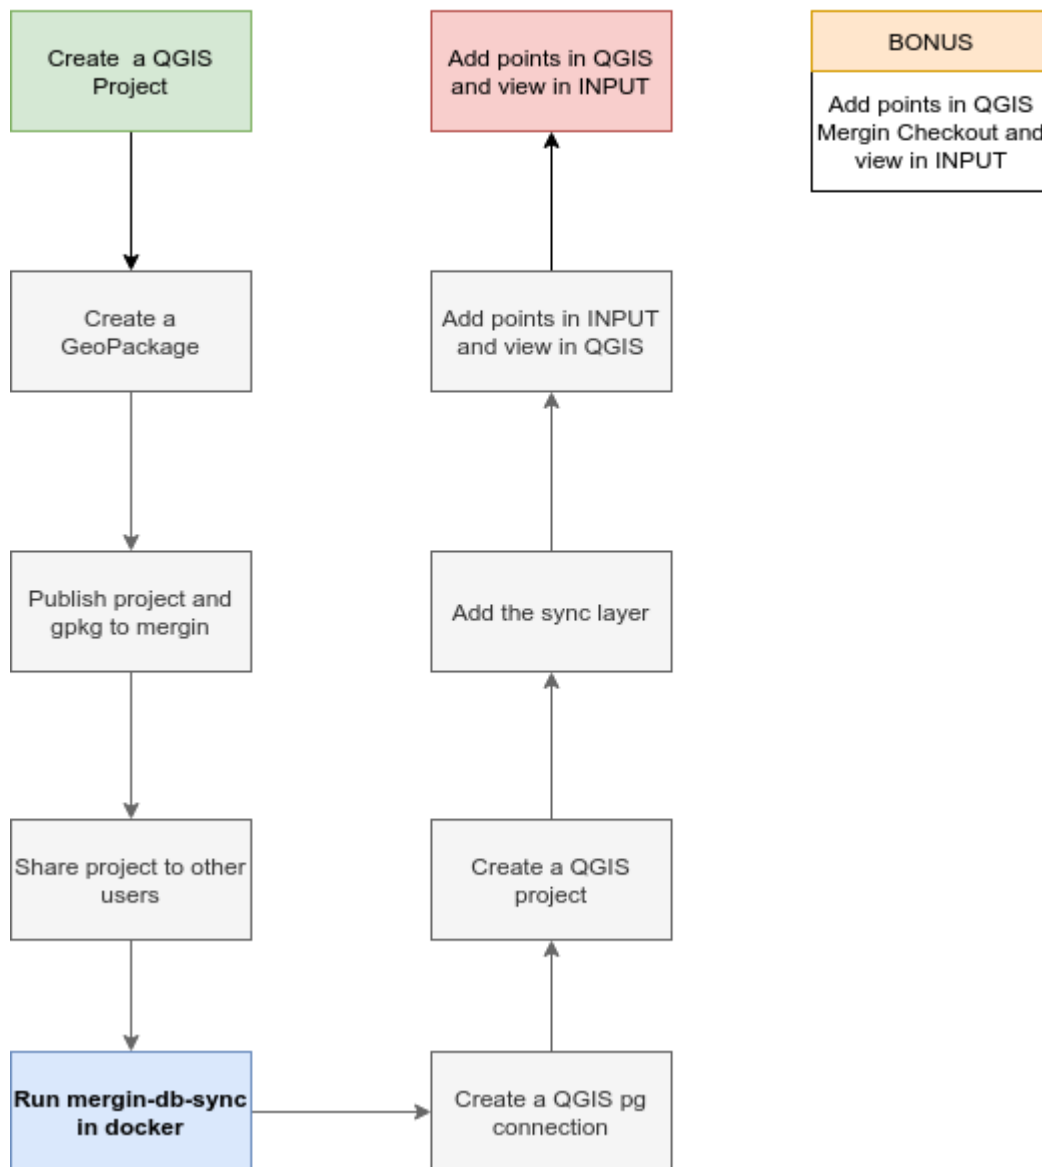 Create a QGIS
Project
Create a
GeoPackage
Publish project and
gpkg to mergin
Share project to other
users
Run mergin-db-sync
in docker
Create a QGIS pg
connection
Create a QGIS
project
Add the sync layer
Add points in INPUT
and view in QGIS
Add points in QGIS
and view in INPUT
BONUS
Add points in QGIS
Mergin Checkout and
view in INPUT